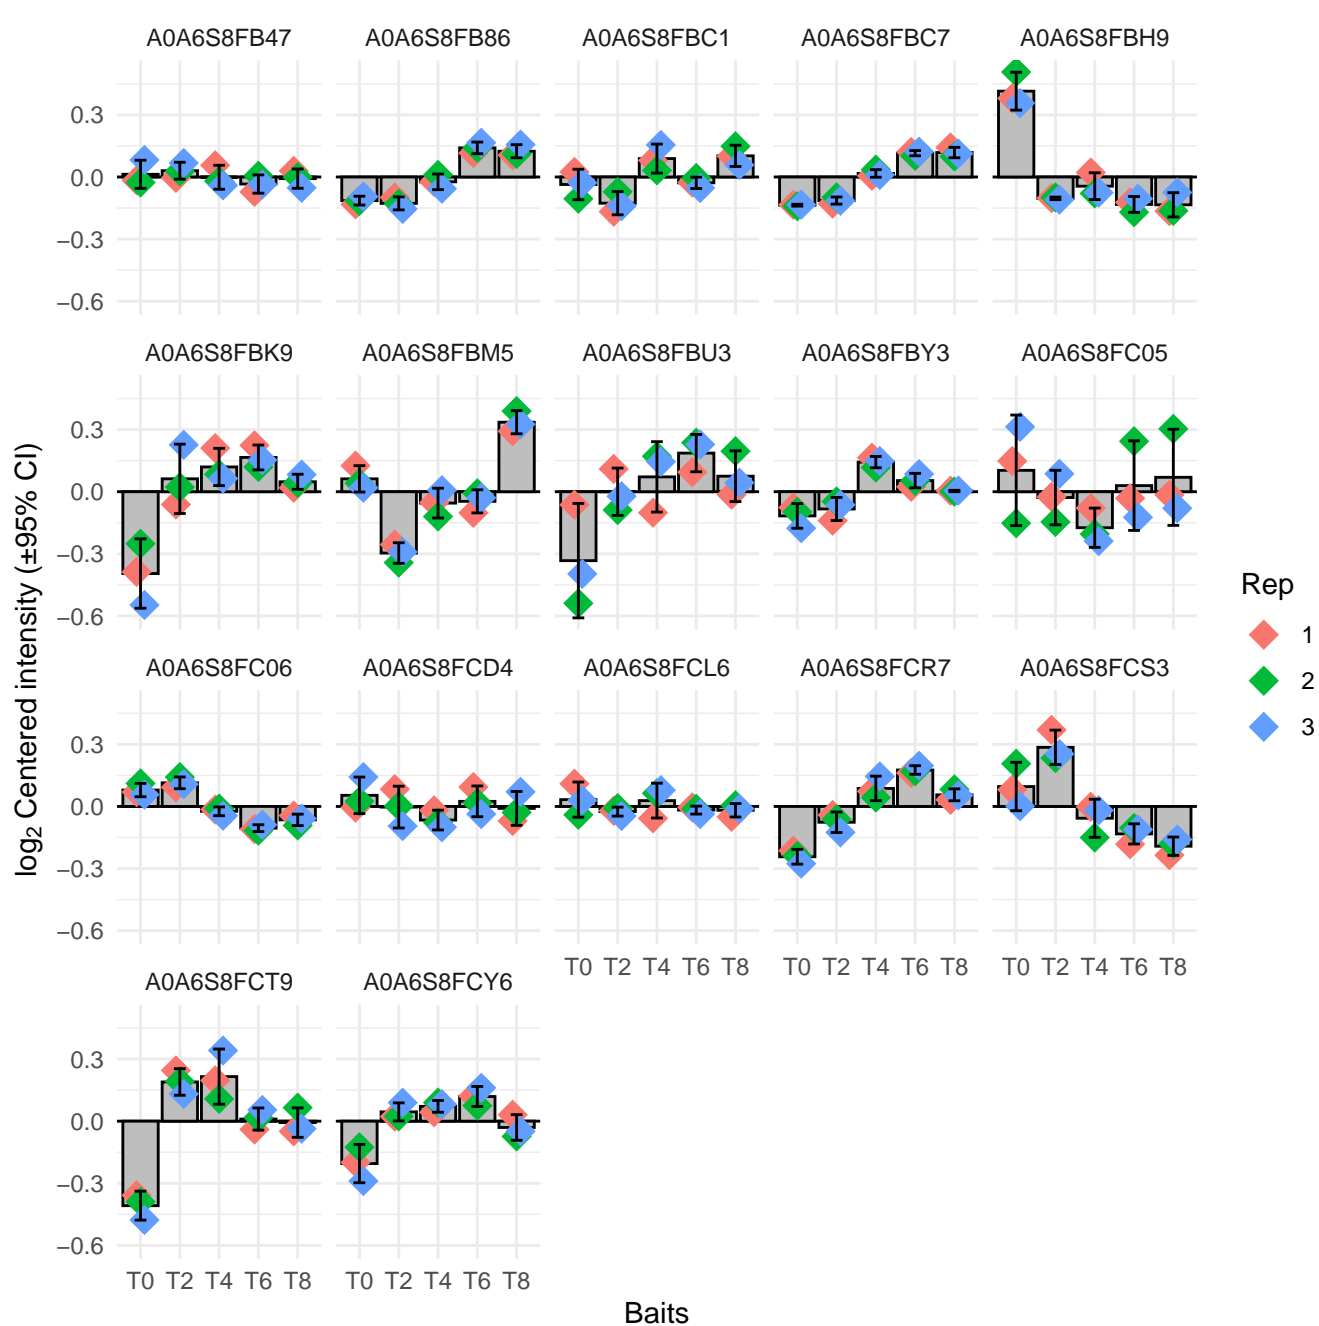 A0A6S8FB47 A0A6S8FB86 A0A6S8FBC1 A0A6S8FBC7 A0A6S8FBH9
0.3
0.0
−0.3
−0.6
A0A6S8FBK9 A0A6S8FBM5 A0A6S8FBU3 A0A6S8FBY3 A0A6S8FC05
0.3
0.0
−0.3
−0.6
A0A6S8FC06 A0A6S8FCD4 A0A6S8FCL6 A0A6S8FCR7 A0A6S8FCS3
0.3
0.0
−0.3
−0.6
T0 T2 T4 T6 T8 T0 T2 T4 T6 T8 T0 T2 T4 T6 T8
A0A6S8FCT9 A0A6S8FCY6
0.3
0.0
−0.3
−0.6
T0 T2 T4 T6 T8 T0 T2 T4 T6 T8
Baits
log₂ Centered intensity (±95% CI)
Rep
1
2
3